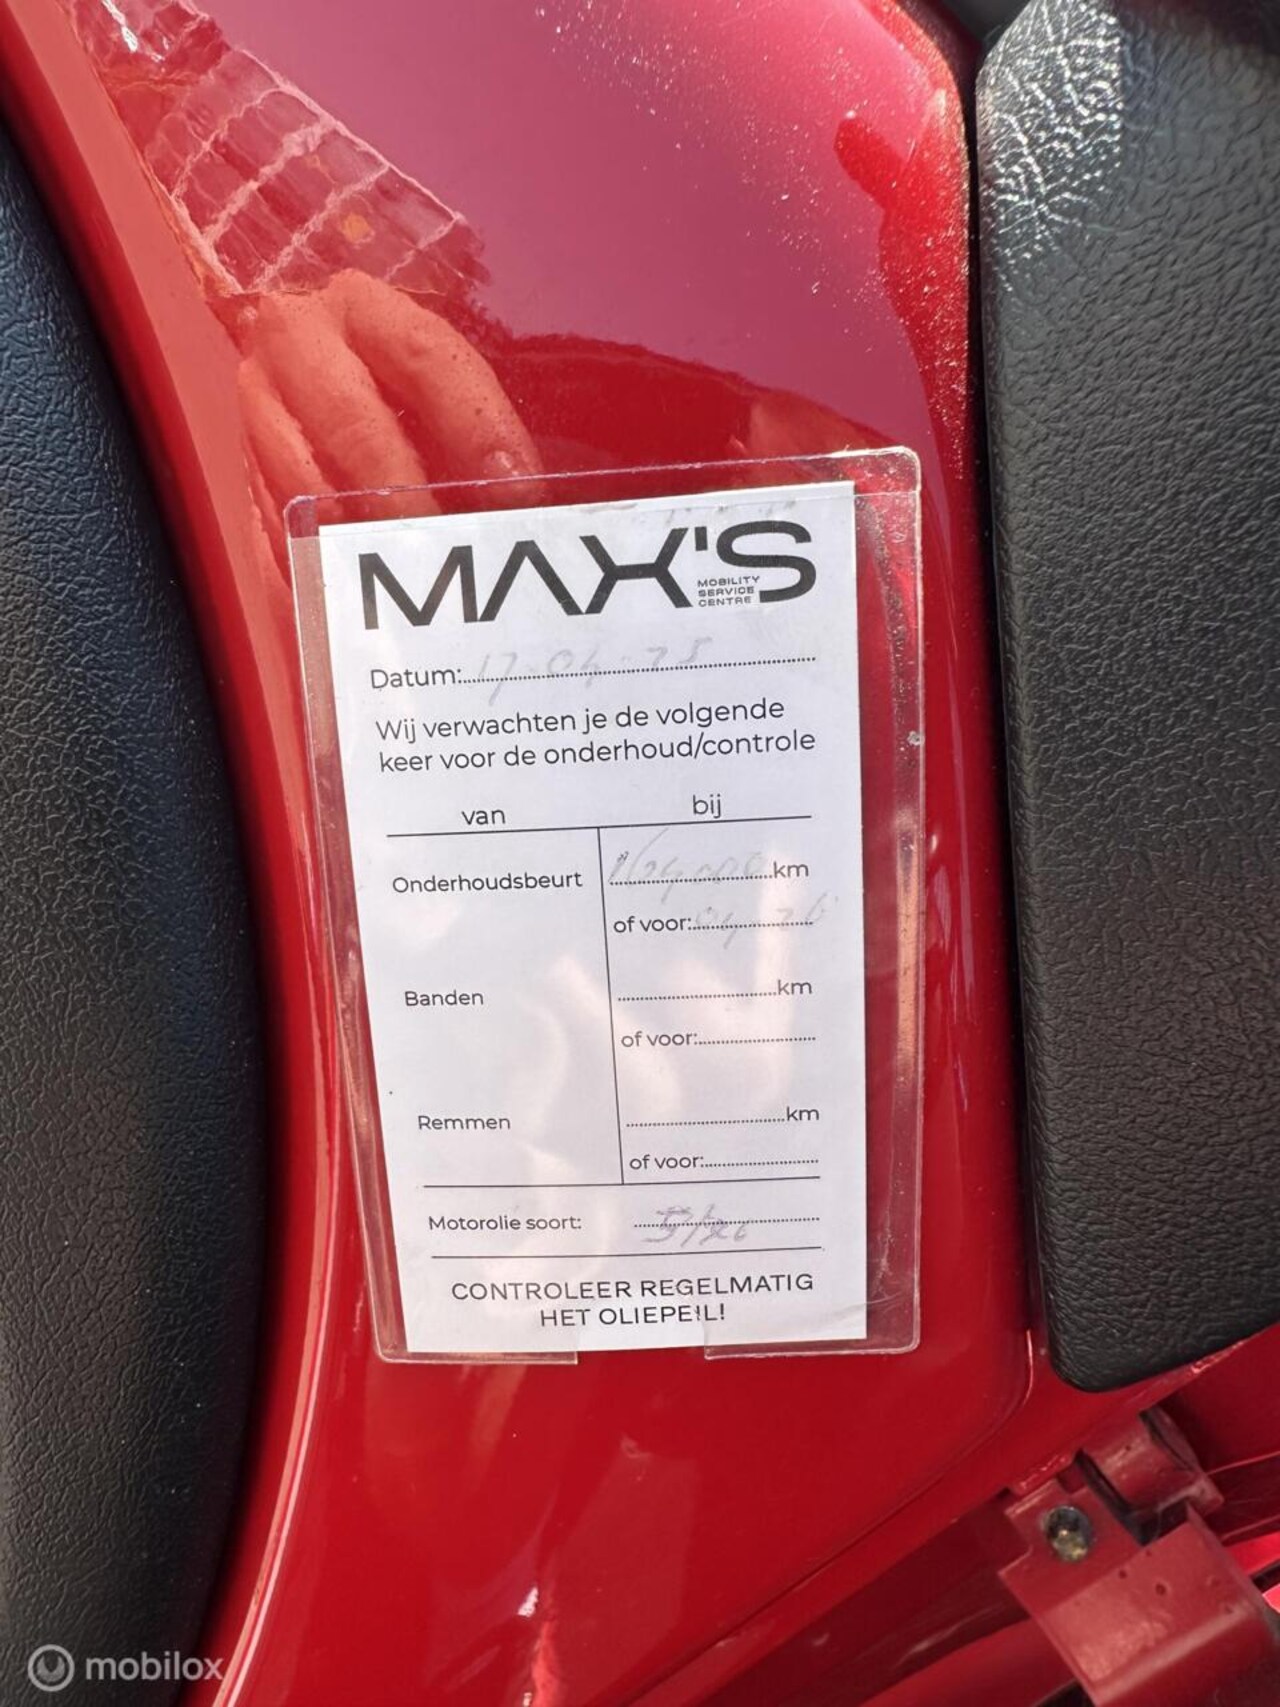 MAX'S
MOBILITY
SERVICE
CENTRE
Datum: 17-04-25
Wij verwachten je de volgende
keer voor de onderhoud/controle
van bij
Onderhoudsbeurt km
of voor: 04-26
Banden km
of voor:
Remmen km
of voor:
Motorolie soort:
CONTROLEER REGELMATIG
HET OLIEPEIL!
mobilox